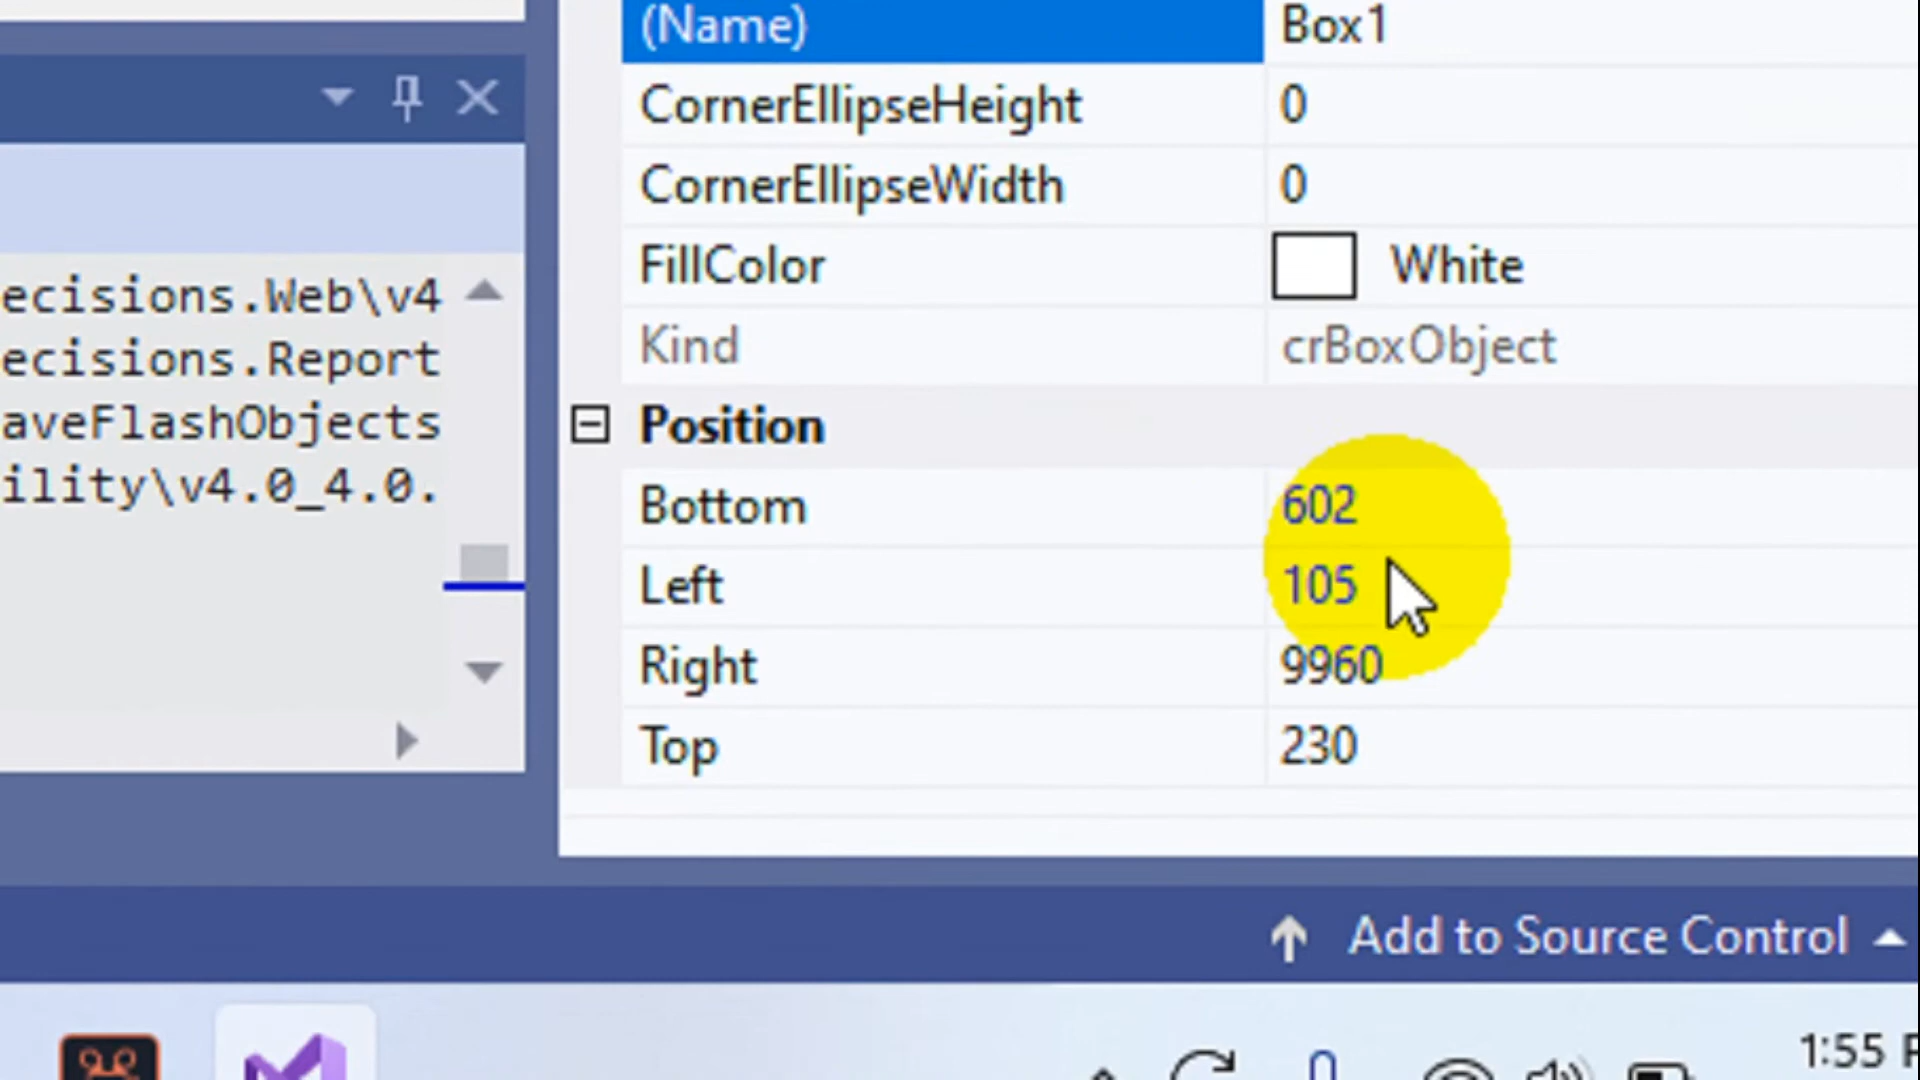 (Name) Box1
CornerEllipseHeight 0
CornerEllipseWidth 0
FillColor White
Kind crBoxObject
Position
Bottom 602
Left 105
Right 9960
Top 230
ecisions.Web\v4
ecisions.Report
aveFlashObjects
ility\v4.0_4.0.
Add to Source Control
1:55 P